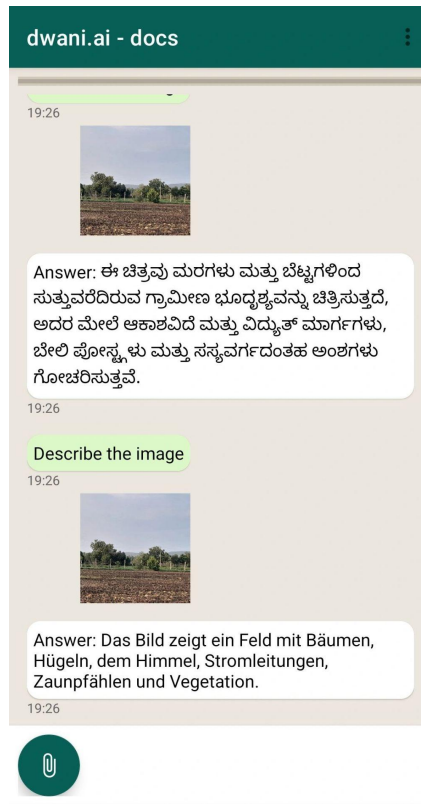 dwani.ai - docs
19:26
Answer: ಈ ಚಿತ್ರವು ಮರಗಳು ಮತ್ತು ಬೆಟ್ಟಗಳಿಂದ
ಸುತ್ತುವರೆದಿರುವ ಗ್ರಾಮೀಣ ಭೂದೃಶ್ಯವನ್ನು ಚಿತ್ರಿಸುತ್ತದೆ,
ಅದರ ಮೇಲೆ ಆಕಾಶವಿದೆ ಮತ್ತು ವಿದ್ಯುತ್ ಮಾರ್ಗಗಳು,
ಬೇಲಿ ಪೋಸ್ಟ್ಗಳು ಮತ್ತು ಸಸ್ಯವರ್ಗದಂತಹ ಅಂಶಗಳು
ಗೋಚರಿಸುತ್ತವೆ.
19:26
Describe the image
19:26
Answer: Das Bild zeigt ein Feld mit Bäumen,
Hügeln, dem Himmel, Stromleitungen,
Zaunpfählen und Vegetation.
19:26